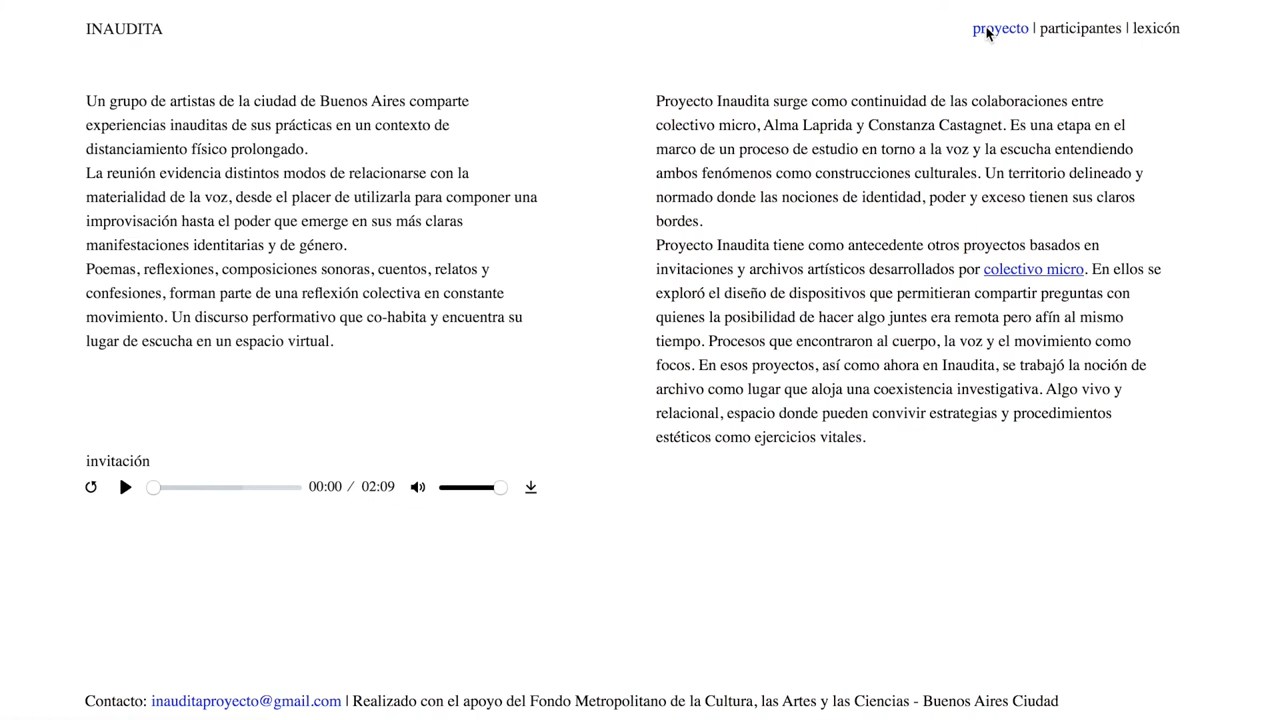 INAUDITA
proyecto | participantes | lexicón
Un grupo de artistas de la ciudad de Buenos Aires comparte
experiencias inauditas de sus prácticas en un contexto de
distanciamiento físico prolongado.
La reunión evidencia distintos modos de relacionarse con la
materialidad de la voz, desde el placer de utilizarla para componer una
improvisación hasta el poder que emerge en sus más claras
manifestaciones identitarias y de género.
Poemas, reflexiones, composiciones sonoras, cuentos, relatos y
confesiones, forman parte de una reflexión colectiva en constante
movimiento. Un discurso performativo que co-habita y encuentra su
lugar de escucha en un espacio virtual.
invitación
00:00 / 02:09
Proyecto Inaudita surge como continuidad de las colaboraciones entre
colectivo micro, Alma Laprida y Constanza Castagnet. Es una etapa en el
marco de un proceso de estudio en torno a la voz y la escucha entendiendo
ambos fenómenos como construcciones culturales. Un territorio delineado y
normado donde las nociones de identidad, poder y exceso tienen sus claros
bordes.
Proyecto Inaudita tiene como antecedente otros proyectos basados en
invitaciones y archivos artísticos desarrollados por colectivo micro. En ellos se
exploró el diseño de dispositivos que permitieran compartir preguntas con
quienes la posibilidad de hacer algo juntes era remota pero afín al mismo
tiempo. Procesos que encontraron al cuerpo, la voz y el movimiento como
focos. En esos proyectos, así como ahora en Inaudita, se trabajó la noción de
archivo como lugar que aloja una coexistencia investigativa. Algo vivo y
relacional, espacio donde pueden convivir estrategias y procedimientos
estéticos como ejercicios vitales.
Contacto: inauditaproyecto@gmail.com | Realizado con el apoyo del Fondo Metropolitano de la Cultura, las Artes y las Ciencias - Buenos Aires Ciudad